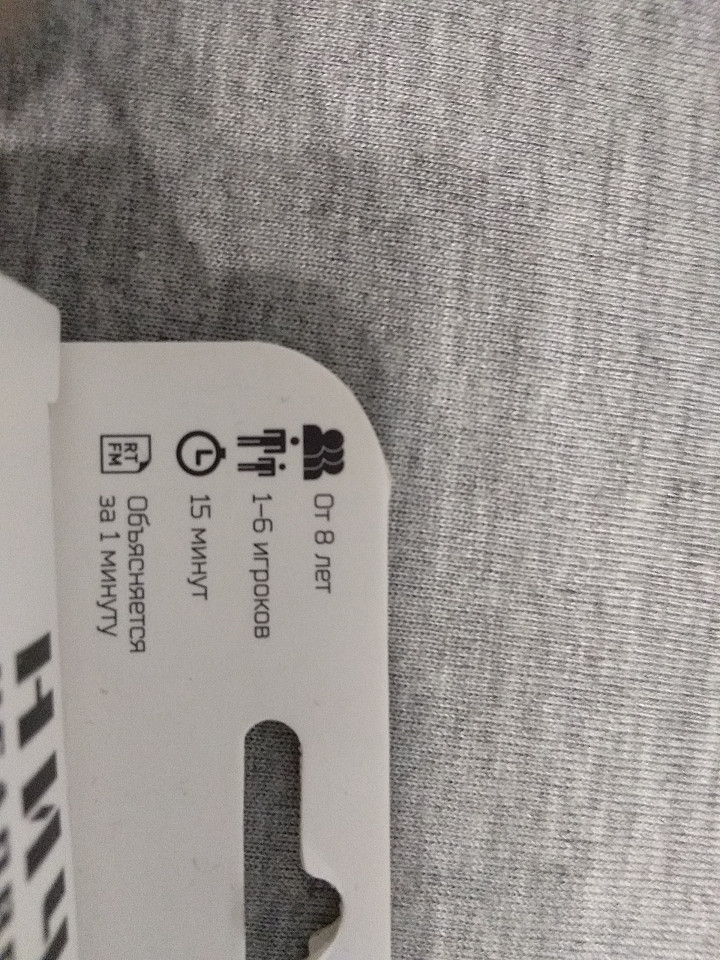 От 8 лет
1–6 игроков
15 минут
RT
FM
Объясняется
за 1 минуту